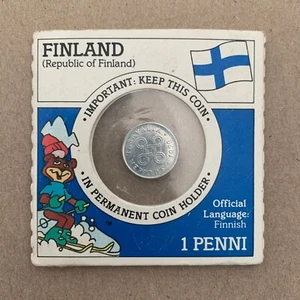 FINLAND
(Republic of Finland)
• IMPORTANT: KEEP THIS COIN •
IN PERMANENT COIN HOLDER
Official
Language:
Finnish
1 PENNI